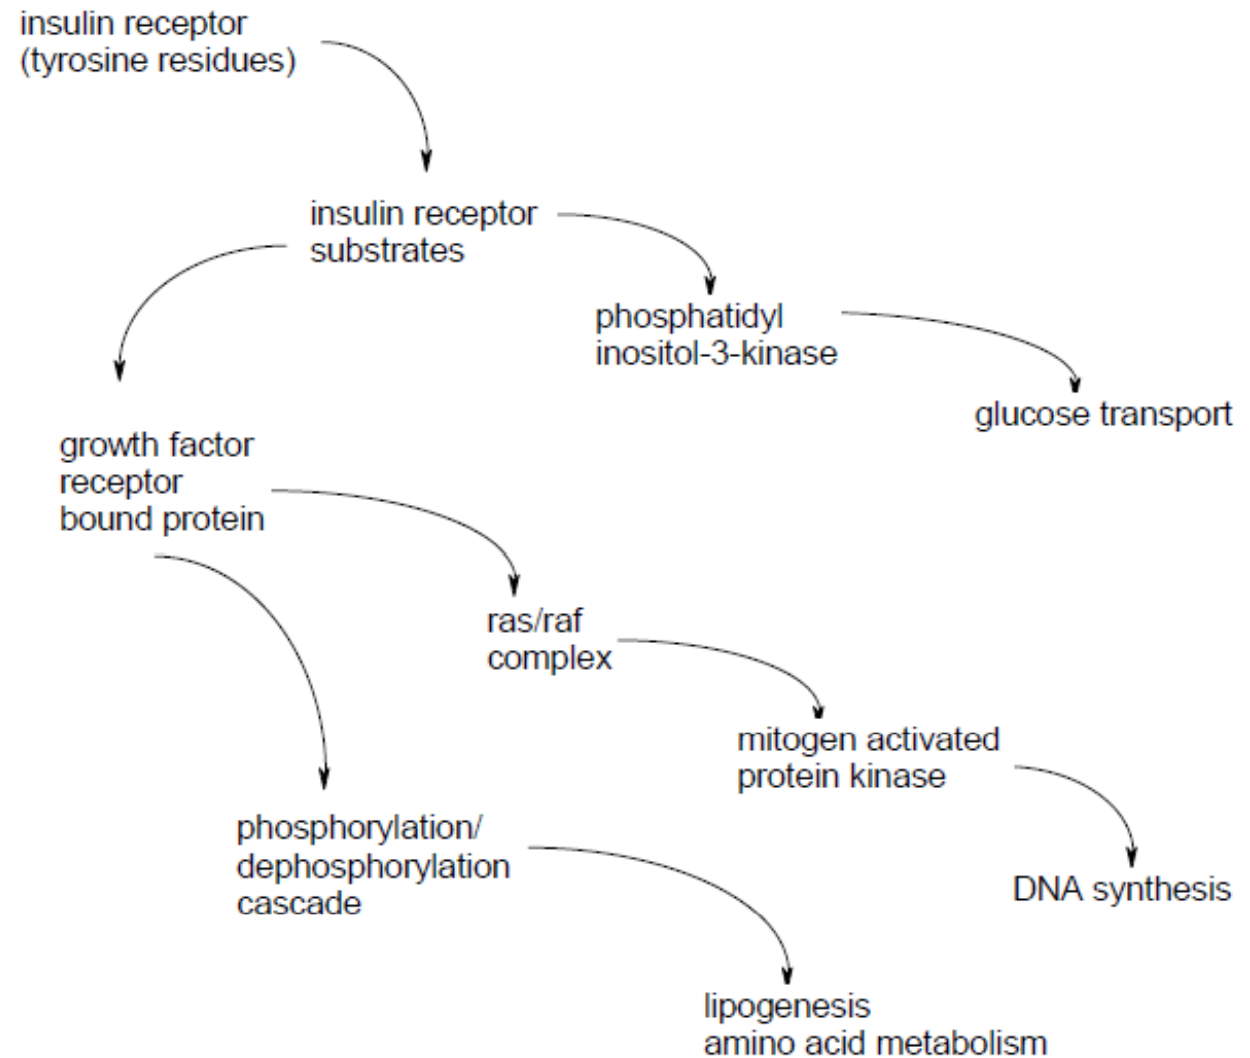 insulin receptor
(tyrosine residues)
insulin receptor
substrates
phosphatidyl
inositol-3-kinase
glucose transport
growth factor
receptor
bound protein
ras/raf
complex
mitogen activated
protein kinase
phosphorylation/
dephosphorylation
cascade
DNA synthesis
lipogenesis
amino acid metabolism